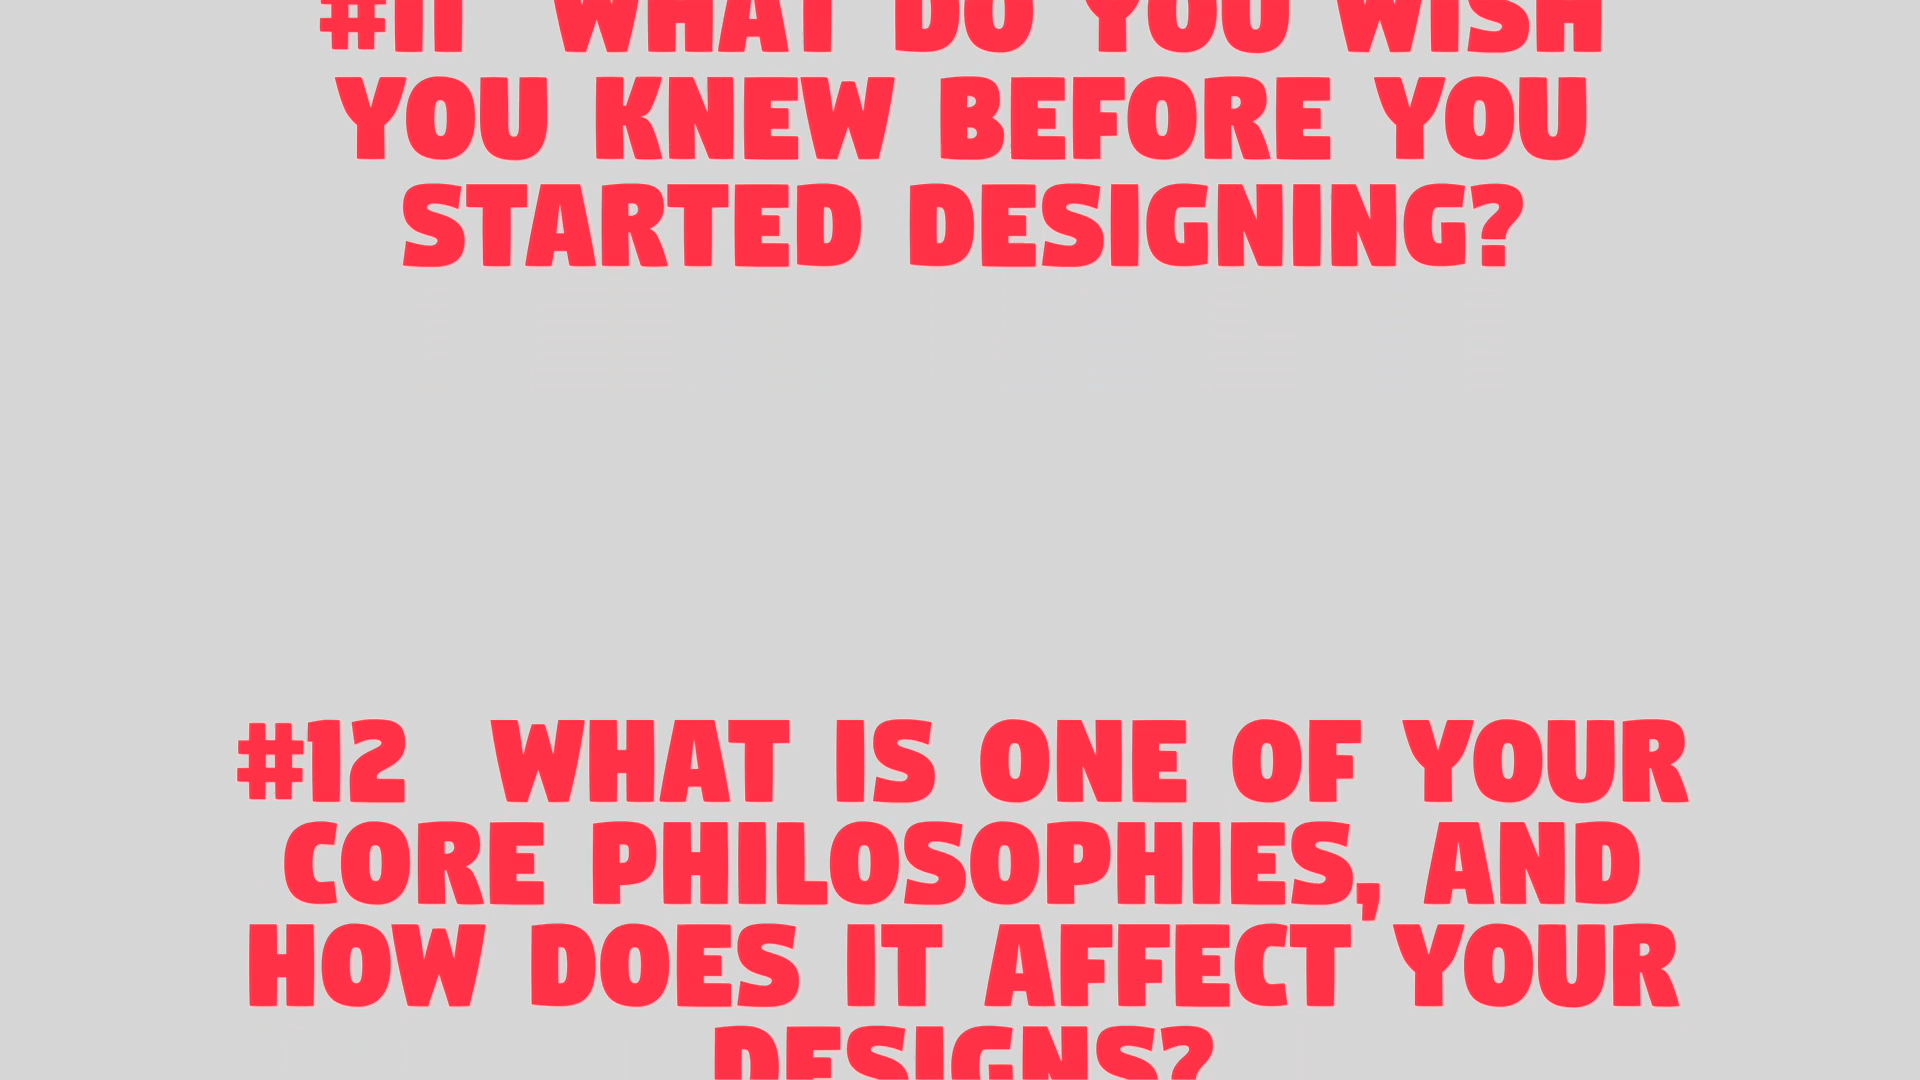 #11 WHAT DO YOU WISH
YOU KNEW BEFORE YOU
STARTED DESIGNING?
#12 WHAT IS ONE OF YOUR
CORE PHILOSOPHIES, AND
HOW DOES IT AFFECT YOUR
DESIGNS?